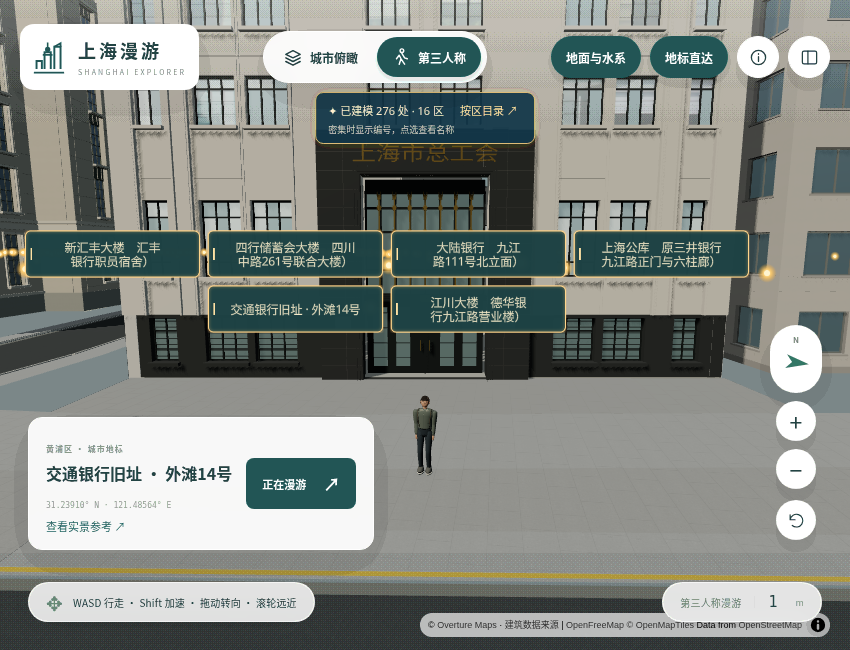 上海漫游
SHANGHAI EXPLORER
城市俯瞰
第三人称
地面与水系
地标直达
✦ 已建模 276 处 · 16 区 按区目录 ↗
密集时显示编号，点选查看名称
上海市总工会
新汇丰大楼 汇丰
银行职员宿舍）
四行储蓄会大楼 四川
中路261号联合大楼）
大陆银行 九江
路111号北立面）
上海公库 原三井银行
九江路正门与六柱廊）
交通银行旧址 · 外滩14号
江川大楼 德华银
行九江路营业楼）
N
黄浦区 · 城市地标
交通银行旧址 · 外滩14号
正在漫游 ↗
31.23910° N · 121.48564° E
查看实景参考 ↗
WASD 行走 · Shift 加速 · 拖动转向 · 滚轮远近
第三人称漫游 1 m
© Overture Maps · 建筑数据来源 | OpenFreeMap © OpenMapTiles Data from OpenStreetMap